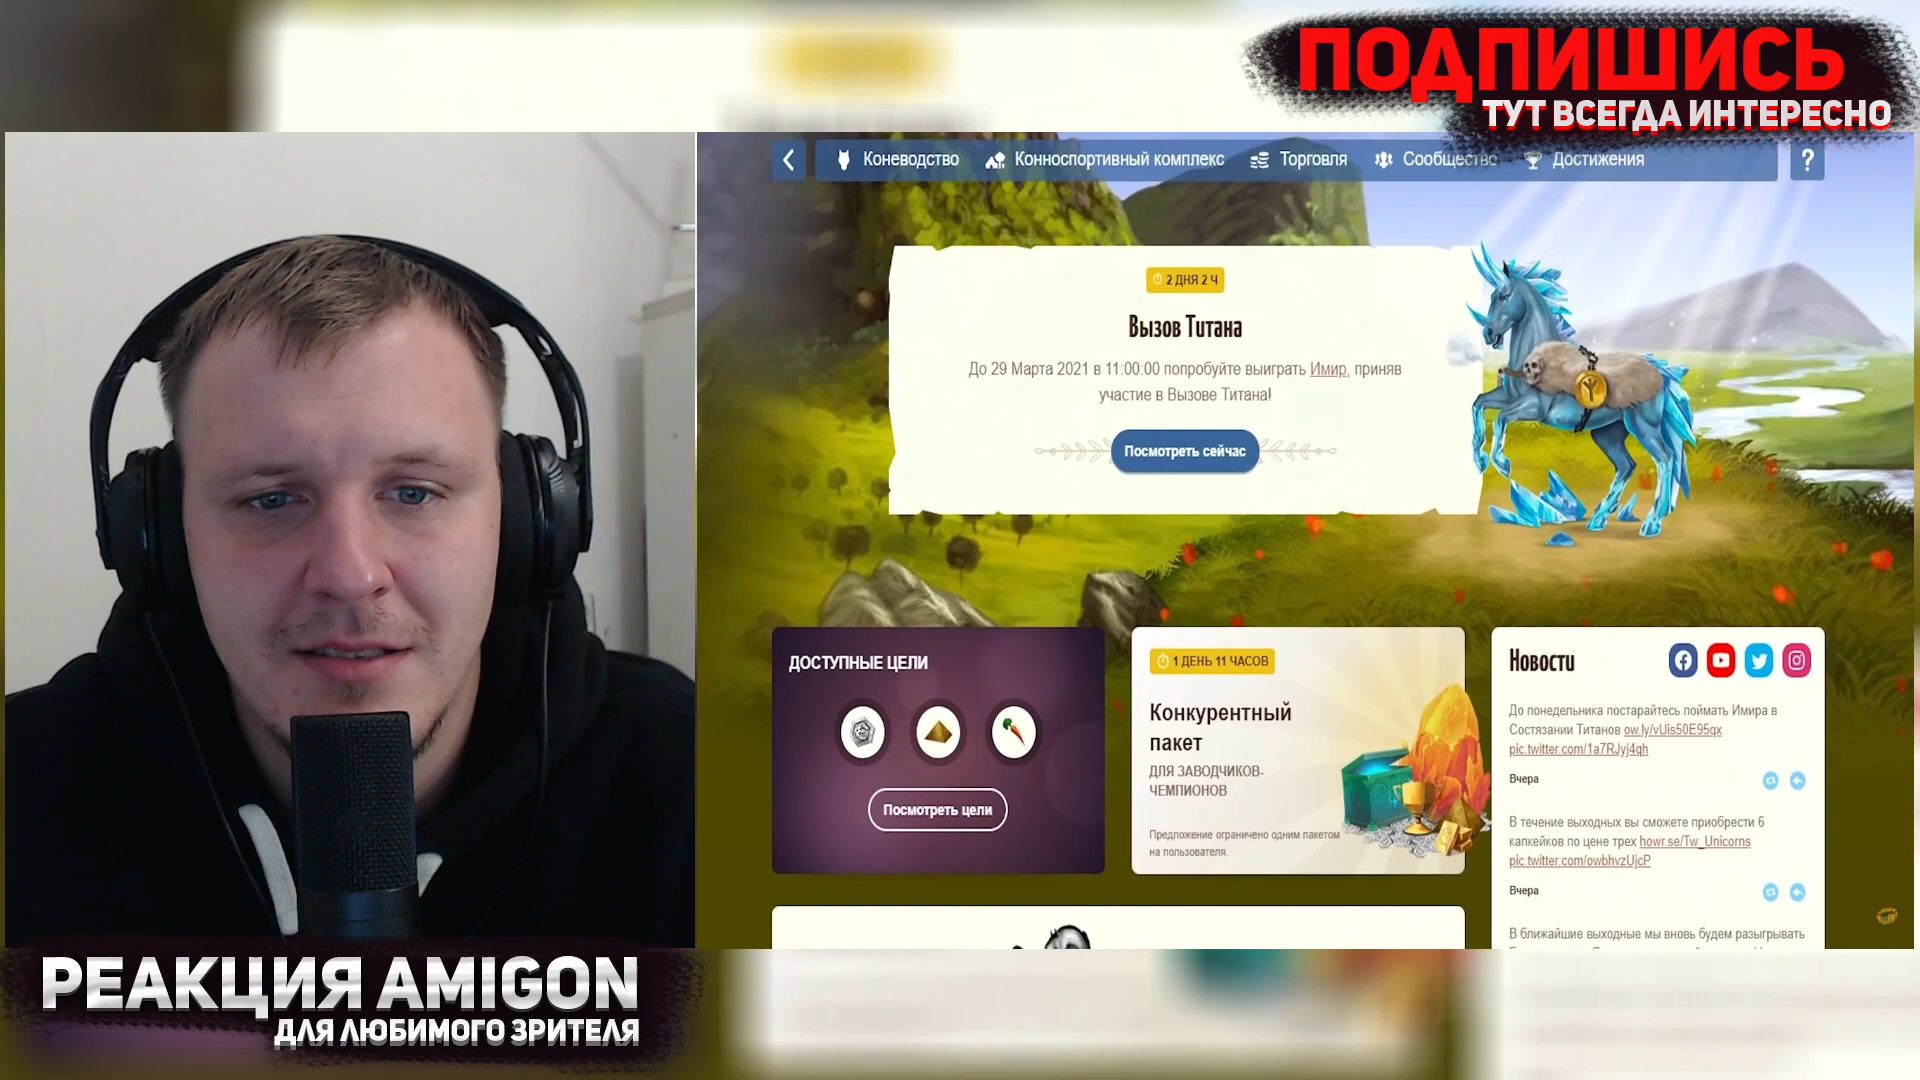 ПОДПИШИСЬ
ТУТ ВСЕГДА ИНТЕРЕСНО
Коневодство
Конноспортивный комплекс
Торговля
Сообщество
Достижения
?
2 ДНЯ 2 Ч
Вызов Титана
До 29 Марта 2021 в 11:00:00 попробуйте выиграть Имир, приняв
участие в Вызове Титана!
Посмотреть сейчас
ДОСТУПНЫЕ ЦЕЛИ
Посмотреть цели
1 ДЕНЬ 11 ЧАСОВ
Конкурентный
пакет
ДЛЯ ЗАВОДЧИКОВ-
ЧЕМПИОНОВ
Предложение ограничено одним пакетом
на пользователя.
Новости
До понедельника постарайтесь поймать Имира в
Состязании Титанов ow.ly/vUis50E95qx
pic.twitter.com/1a7RJyj4qh
Вчера
В течение выходных вы сможете приобрести 6
капкейков по цене трех howr.se/Tw_Unicorns
pic.twitter.com/owbhvzUjcP
Вчера
В ближайшие выходные мы вновь будем разыгрывать
РЕАКЦИЯ AMIGON
ДЛЯ ЛЮБИМОГО ЗРИТЕЛЯ